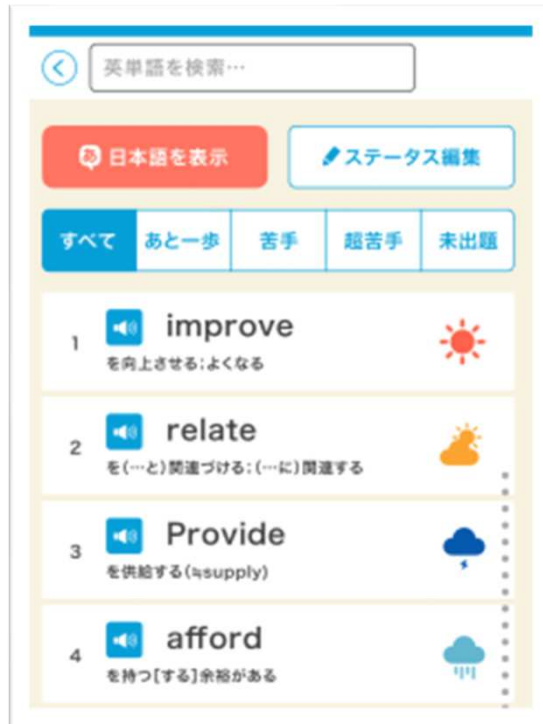 英単語を検索…
あ 日本語を表示
ステータス編集
すべて あと一歩 苦手 超苦手 未出題
1 improve
を向上させる;よくなる
2 relate
を(…と)関連づける;(…に)関連する
3 Provide
を供給する(≒supply)
4 afford
を持つ[する]余裕がある